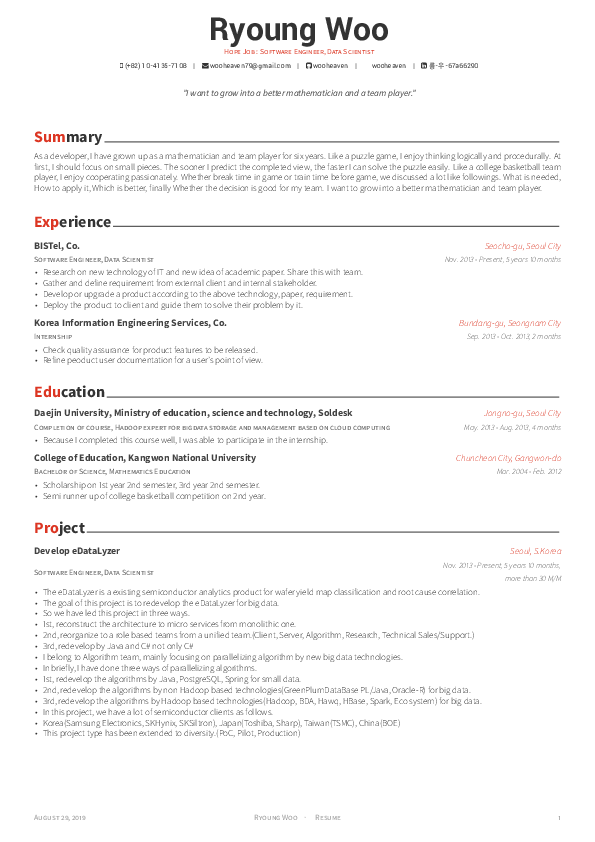 Ryoung Woo
Hope Job: Software Engineer, Data Scientist
(+82) 10-4135-7108 | wooheaven79@gmail.com | wooheaven | wooheaven | 룡-우-67a66290
"I want to grow into a better mathematician and a team player."
Summary
As a developer, I have grown up as a mathematician and team player for six years. Like a puzzle game, I enjoy thinking logically and procedurally. At
first, I should focus on small pieces. The sooner I predict the completed view, the faster I can solve the puzzle easily. Like a college basketball team
player, I enjoy cooperating passionately. Whether break time in game or train time before game, we discussed a lot like followings. What is needed,
How to apply it, Which is better, finally Whether the decision is good for my team. I want to grow into a better mathematician and team player.
Experience
BISTel, Co. Seocho-gu, Seoul City
Software Engineer, Data Scientist Nov. 2013 - Present, 5 years 10 months
• Research on new technology of IT and new idea of academic paper. Share this with team.
• Gather and define requirement from external client and internal stakeholder.
• Develop or upgrade a product according to the above technology, paper, requirement.
• Deploy the product to client and guide them to solve their problem by it.
Korea Information Engineering Services, Co. Bundang-gu, Seongnam City
Internship Sep. 2013 - Oct. 2013, 2 months
• Check quality assurance for product features to be released.
• Refine peoduct user documentation for a user's point of view.
Education
Daejin University, Ministry of education, science and technology, Soldesk Jongno-gu, Seoul City
Completion of course, Hadoop expert for bigdata storage and management based on cloud computing May. 2013 - Aug. 2013, 4 months
• Because I completed this course well, I was able to participate in the internship.
College of Education, Kangwon National University Chuncheon City, Gangwon-do
Bachelor of Science, Mathematics Education Mar. 2004 - Feb. 2012
• Scholarship on 1st year 2nd semester, 3rd year 2nd semester.
• Semi runner up of college basketball competition on 2nd year.
Project
Develop eDataLyzer Seoul, S.Korea
Nov. 2013 - Present, 5 years 10 months,
Software Engineer, Data Scientist
more than 30 M/M
• The eDataLyzer is a existing semiconductor analytics product for wafer yield map classification and root cause correlation.
• The goal of this project is to redevelop the eDataLyzer for big data.
• So we have led this project in three ways.
• 1st, reconstruct the architecture to micro services from monolithic one.
• 2nd, reorganize to a role based teams from a unified team.(Client, Server, Algorithm, Research, Technical Sales/Support.)
• 3rd, redevelop by Java and C# not only C#
• I belong to Algorithm team, mainly focusing on parallelizing algorithm by new big data technologies.
• In briefly, I have done three ways of parallelizing algorithms.
• 1st, redevelop the algorithms by Java, PostgreSQL, Spring for small data.
• 2nd, redevelop the algorithms by non Hadoop based technologies(GreenPlumDataBase PL/Java, Oracle-R) for big data.
• 3rd, redevelop the algorithms by Hadoop based technologies(Hadoop, BDA, Hawq, HBase, Spark, Ecosystem) for big data.
• In this project, we have a lot of semiconductor clients as follows.
• Korea(Samsung Electronics, SKHynix, SKSiltron), Japan(Toshiba, Sharp), Taiwan(TSMC), China(BOE)
• This project type has been extended to diversity.(PoC, Pilot, Production)
August 29, 2019 Ryoung Woo · Resume 1